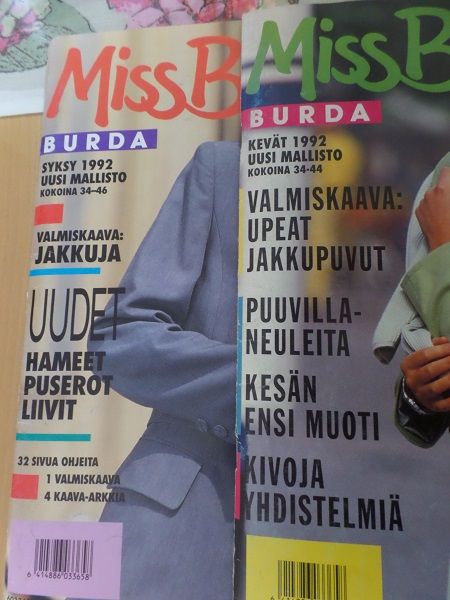 Miss B
BURDA
SYKSY 1992
UUSI MALLISTO
KOKOINA 34–46
VALMISKAAVA:
JAKKUJA
UUDET
HAMEET
PUSEROT
LIIVIT
32 SIVUA OHJEITA
1 VALMISKAAVA
4 KAAVA-ARKKIA
6 414886 033658
Miss B
BURDA
KEVÄT 1992
UUSI MALLISTO
KOKOINA 34-44
VALMISKAAVA:
UPEAT
JAKKUPUVUT
PUUVILLA-
NEULEITA
KESÄN
ENSI MUOTI
KIVOJA
YHDISTELMIÄ